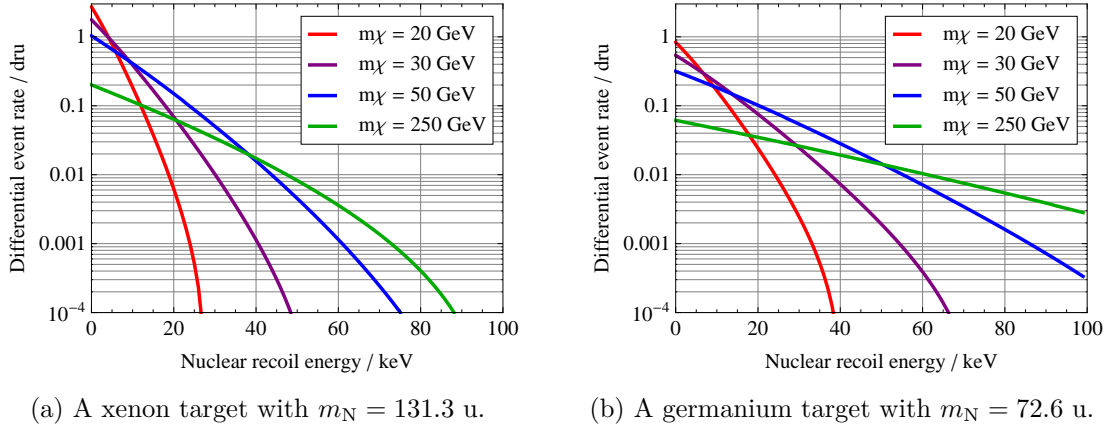 Differential event rate / dru
1
0.1
0.01
0.001
10⁻⁴
0 20 40 60 80 100
Nuclear recoil energy / keV
mχ = 20 GeV
mχ = 30 GeV
mχ = 50 GeV
mχ = 250 GeV
(a) A xenon target with m_N = 131.3 u.
Differential event rate / dru
1
0.1
0.01
0.001
10⁻⁴
0 20 40 60 80 100
Nuclear recoil energy / keV
mχ = 20 GeV
mχ = 30 GeV
mχ = 50 GeV
mχ = 250 GeV
(b) A germanium target with m_N = 72.6 u.